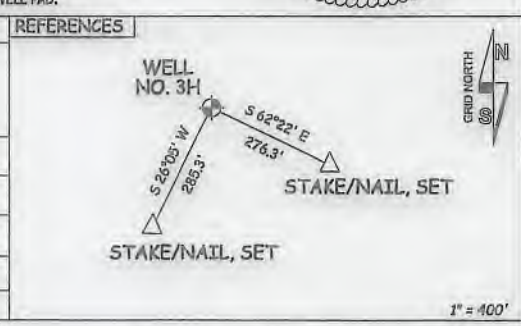 REFERENCES
WELL
NO. 3H
S 62°22' E
276.3'
S 26°05' W
285.3'
STAKE/NAIL, SET
STAKE/NAIL, SET
GRID NORTH
N
S
1" = 400'